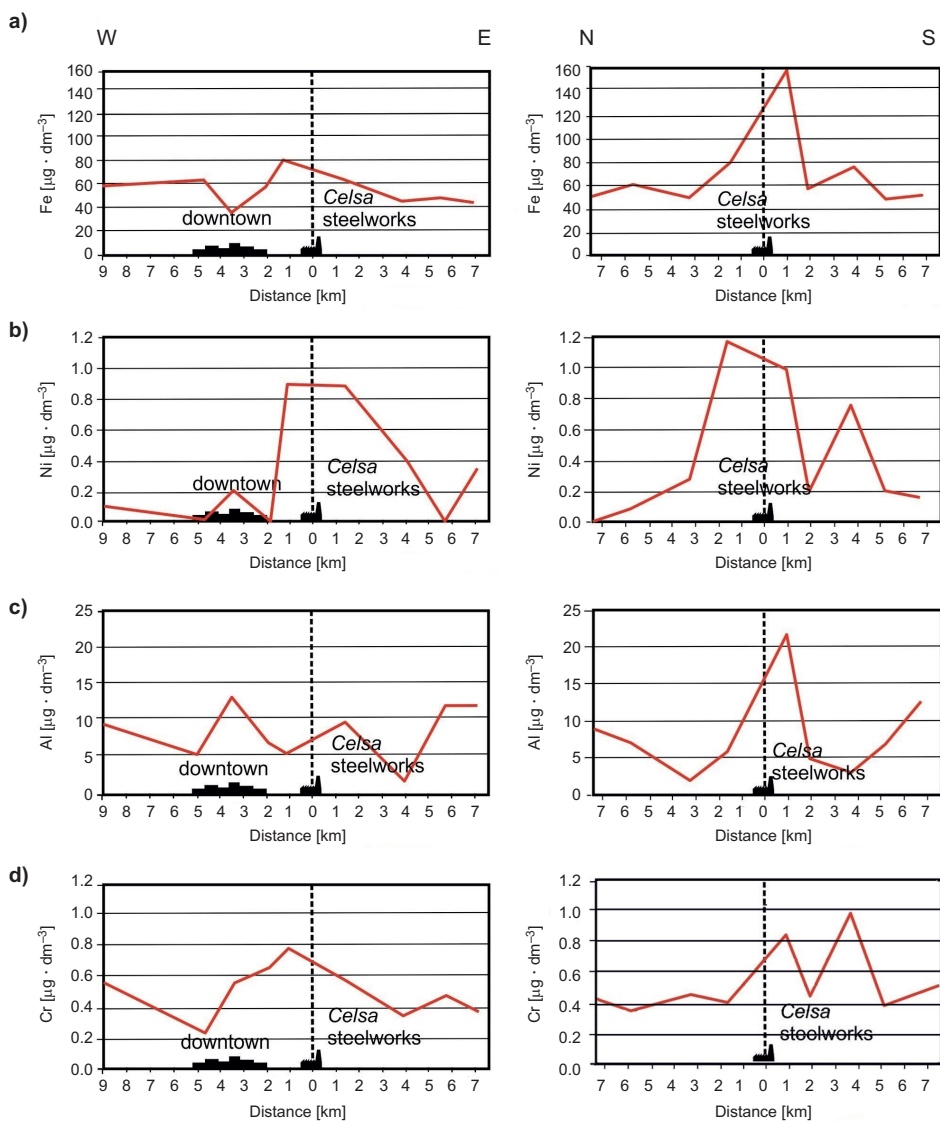 a)
W E
N S
Fe [µg · dm⁻³]
160
140
120
100
80
60
40
20
0
downtown
Celsa
steelworks
9 8 7 6 5 4 3 2 1 0 1 2 3 4 5 6 7
Distance [km]
Fe [µg · dm⁻³]
160
140
120
100
80
60
40
20
0
Celsa
steelworks
7 6 5 4 3 2 1 0 1 2 3 4 5 6 7
Distance [km]
b)
Ni [µg · dm⁻³]
1.2
1.0
0.8
0.6
0.4
0.2
0.0
downtown
Celsa
steelworks
9 8 7 6 5 4 3 2 1 0 1 2 3 4 5 6 7
Distance [km]
Ni [µg · dm⁻³]
1.2
1.0
0.8
0.6
0.4
0.2
0.0
Celsa
steelworks
7 6 5 4 3 2 1 0 1 2 3 4 5 6 7
Distance [km]
c)
Al [µg · dm⁻³]
25
20
15
10
5
0
downtown
Celsa
steelworks
9 8 7 6 5 4 3 2 1 0 1 2 3 4 5 6 7
Distance [km]
Al [µg · dm⁻³]
25
20
15
10
5
0
Celsa
steelworks
7 6 5 4 3 2 1 0 1 2 3 4 5 6 7
Distance [km]
d)
Cr [µg · dm⁻³]
1.2
1.0
0.8
0.6
0.4
0.2
0.0
downtown
Celsa
steelworks
9 8 7 6 5 4 3 2 1 0 1 2 3 4 5 6 7
Distance [km]
Cr [µg · dm⁻³]
1.2
1.0
0.8
0.6
0.4
0.2
0.0
Celsa
stoolworks
7 6 5 4 3 2 1 0 1 2 3 4 5 6 7
Distance [km]